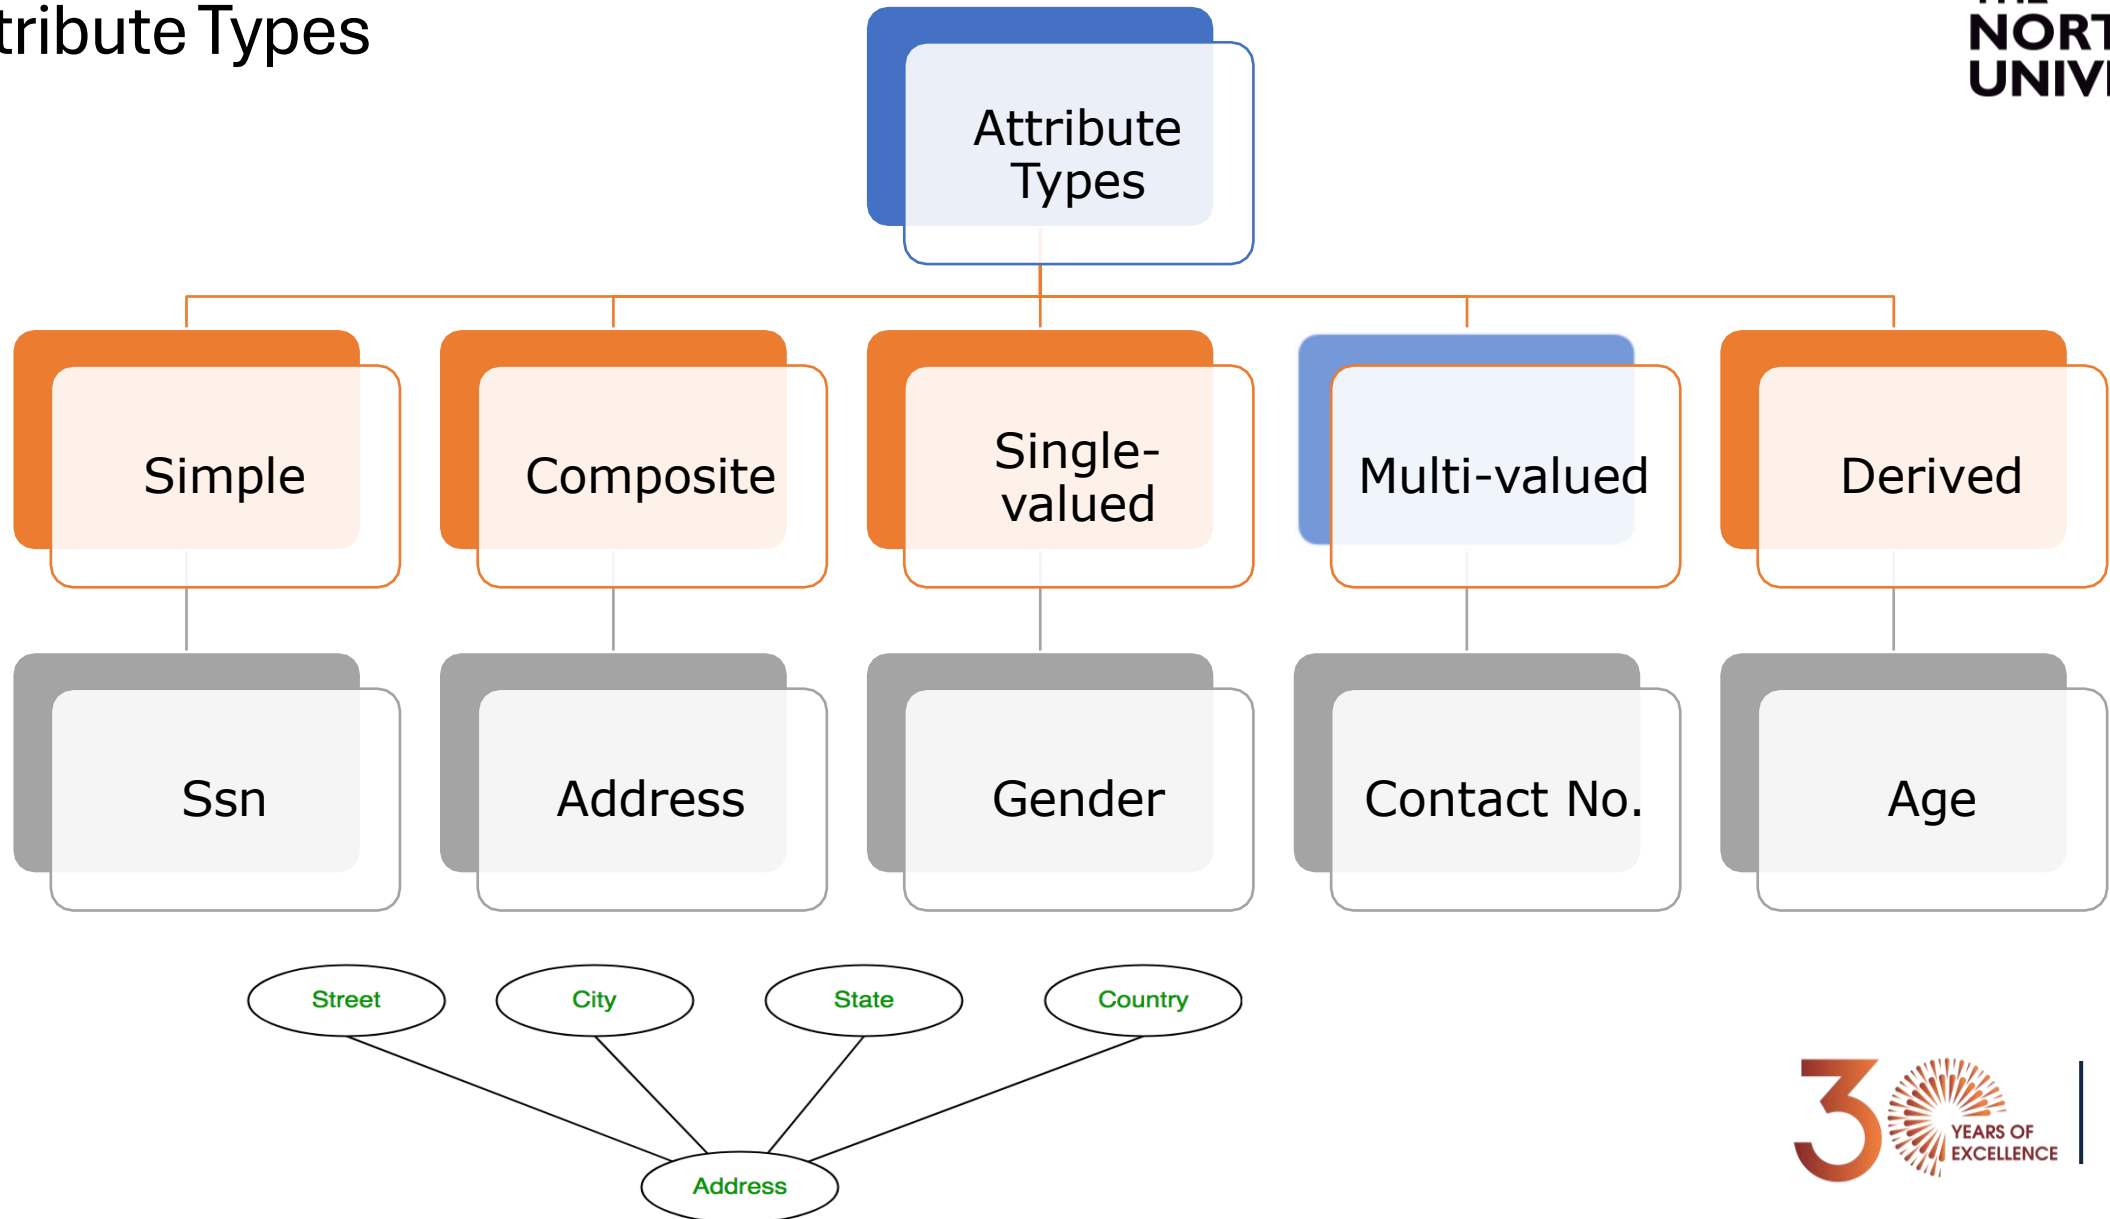 tribute Types
NORT
UNIV
Attribute
Types
Simple
Composite
Single-
valued
Multi-valued
Derived
Ssn
Address
Gender
Contact No.
Age
Street
City
State
Country
Address
30
YEARS OF
EXCELLENCE